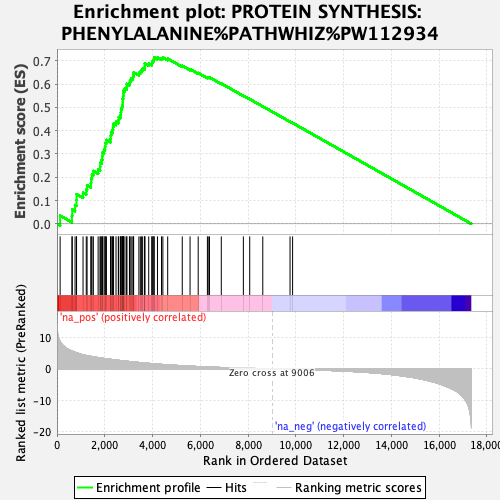 Enrichment plot: PROTEIN SYNTHESIS:
PHENYLALANINE%PATHWHIZ%PW112934
Enrichment score (ES)
0.7
0.6
0.5
0.4
0.3
0.2
0.1
0.0
'na_pos' (positively correlated)
Ranked list metric (PreRanked)
10
0
-10
-20
Zero cross at 9006
'na_neg' (negatively correlated)
0
2,000
4,000
6,000
8,000
10,000
12,000
14,000
16,000
18,000
Rank in Ordered Dataset
Enrichment profile
Hits
Ranking metric scores